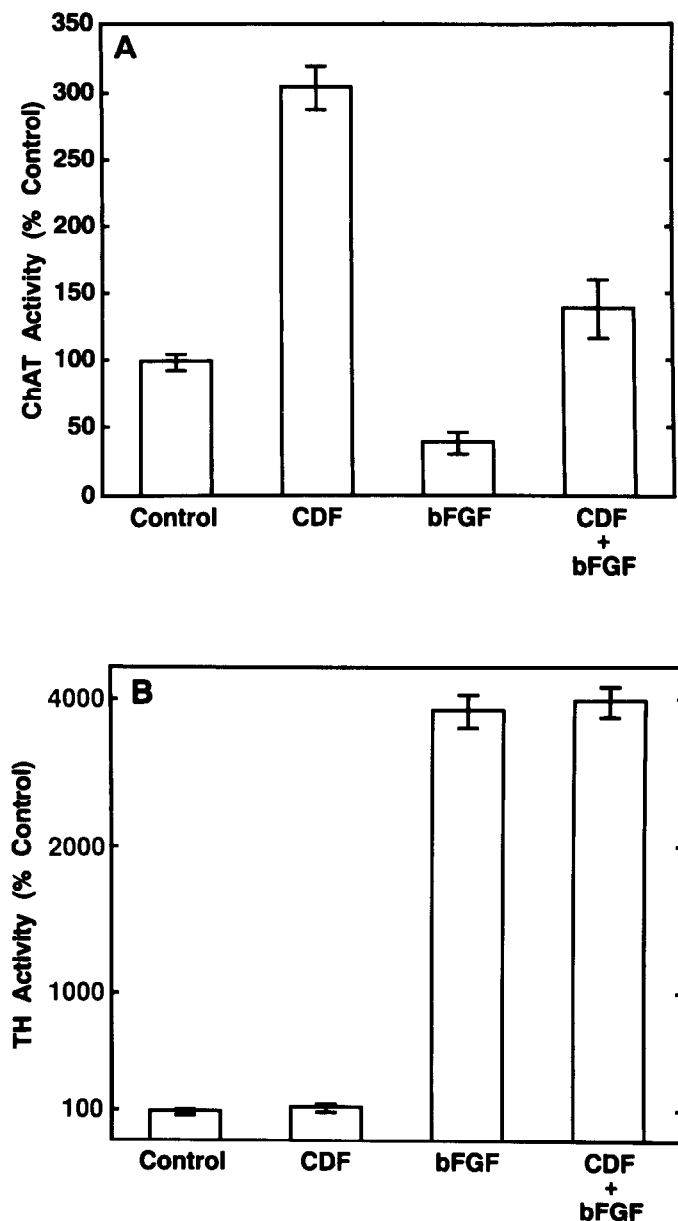 A
ChAT Activity (% Control)
350
300
250
200
150
100
50
0
Control CDF bFGF CDF
+
bFGF
B
TH Activity (% Control)
4000
2000
1000
100
Control CDF bFGF CDF
+
bFGF